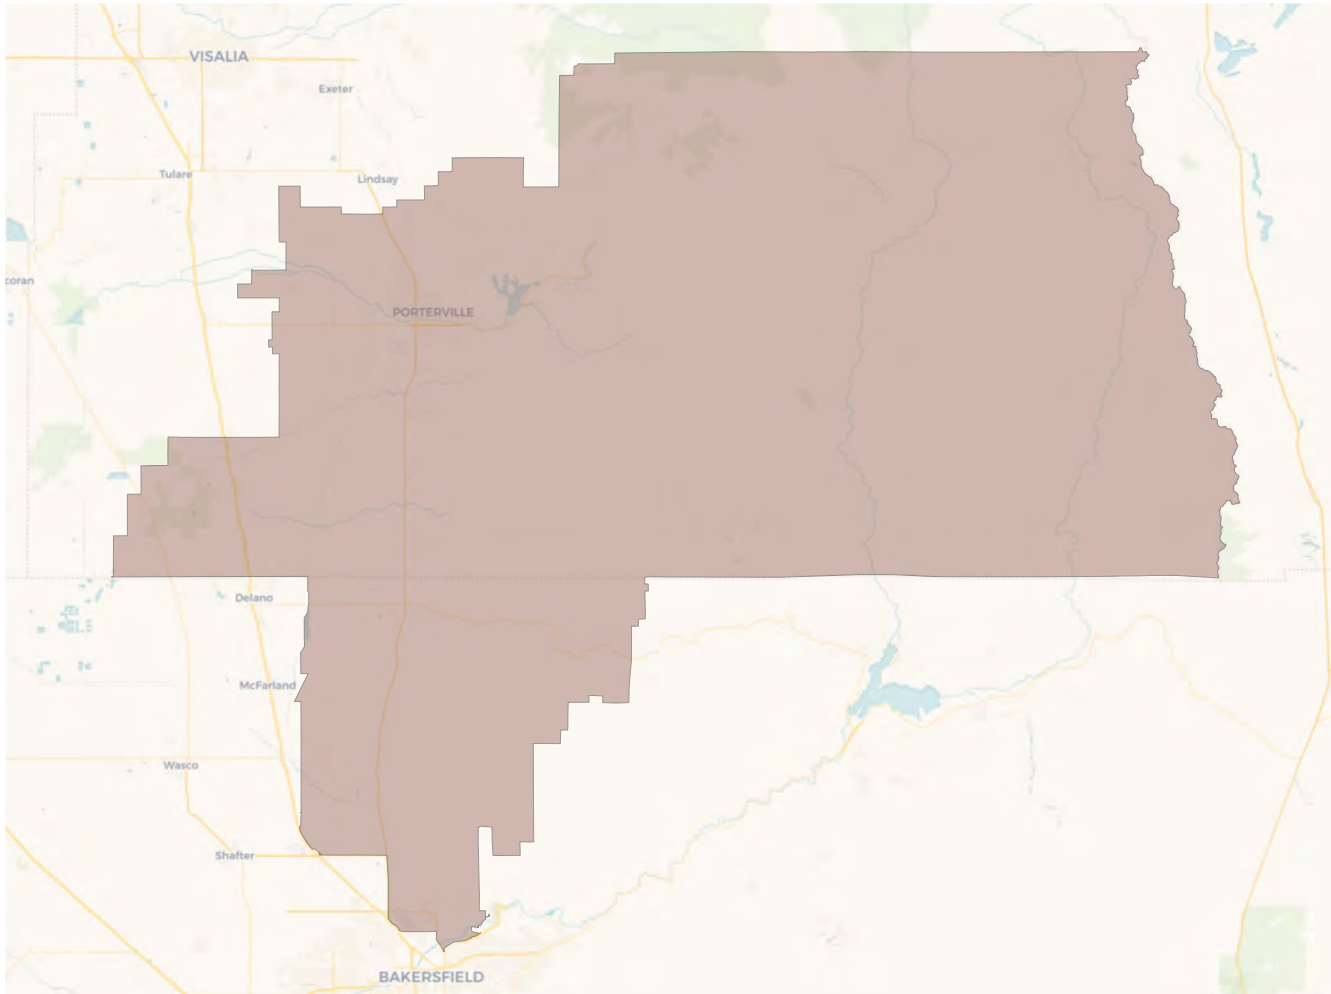 VISALIA
Exeter
Tulare
Lindsay
coran
PORTERVILLE
Delano
McFarland
Wasco
Shafter
BAKERSFIELD